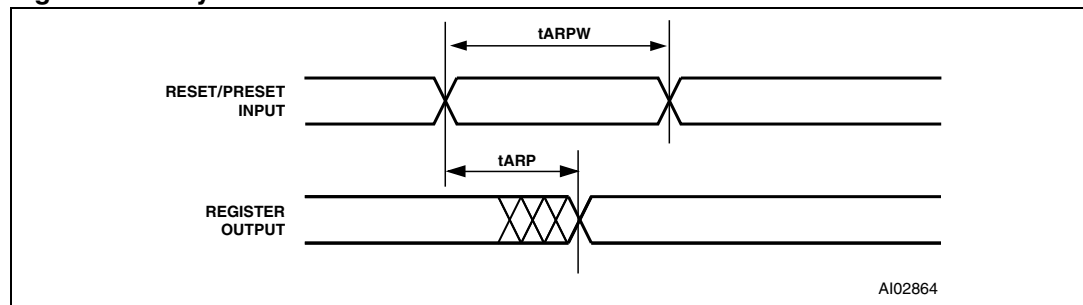 tARPW
RESET/PRESET
INPUT
tARP
REGISTER
OUTPUT
AI02864